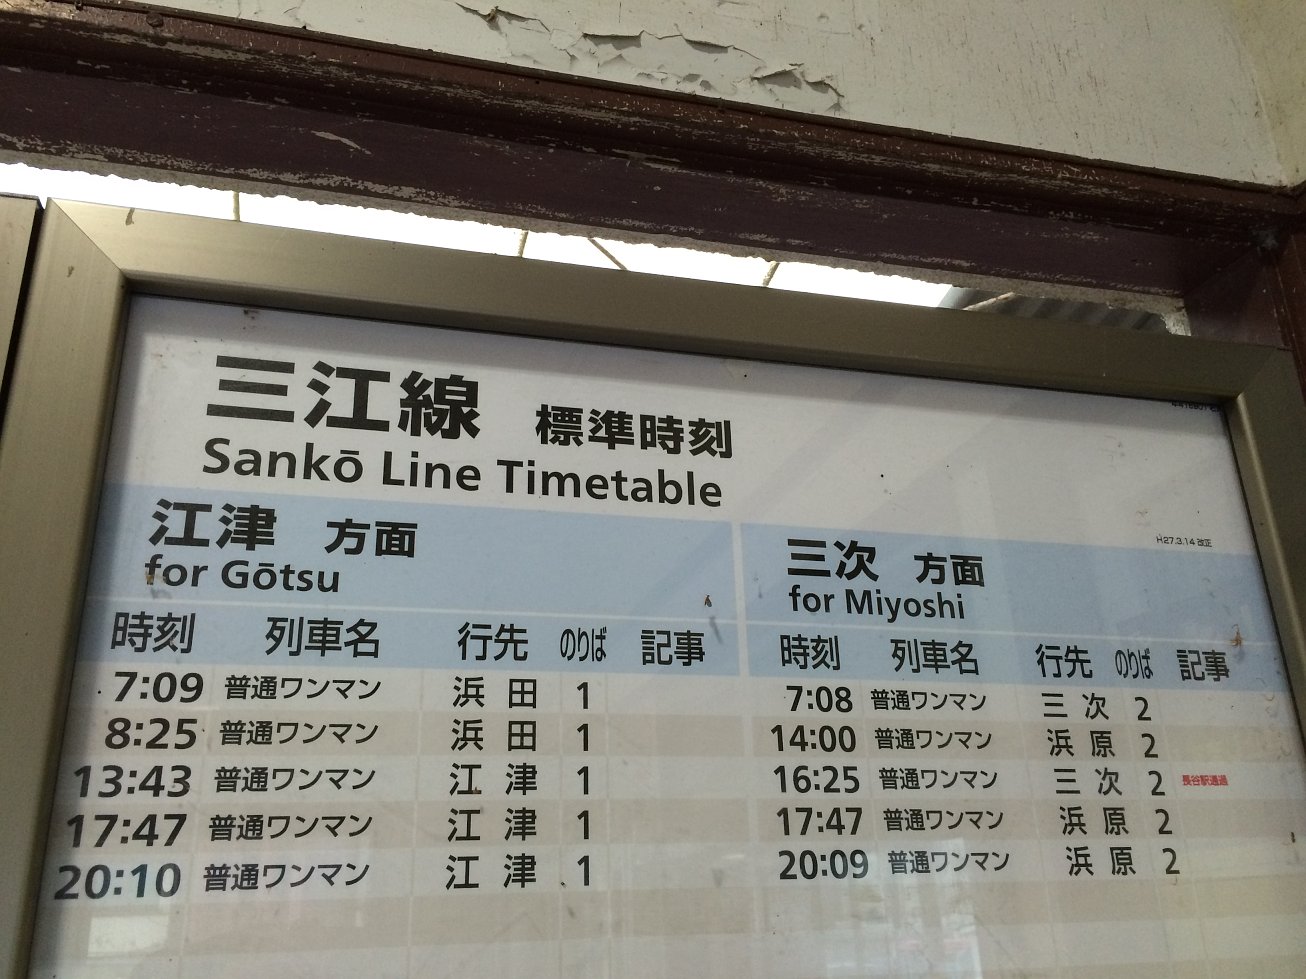 三江線 標準時刻
Sankō Line Timetable
H27.3.14 改正
江津 方面
for Gōtsu
時刻 列車名 行先 のりば 記事
7:09 普通ワンマン 浜田 1
8:25 普通ワンマン 浜田 1
13:43 普通ワンマン 江津 1
17:47 普通ワンマン 江津 1
20:10 普通ワンマン 江津 1
三次 方面
for Miyoshi
時刻 列車名 行先 のりば 記事
7:08 普通ワンマン 三次 2
14:00 普通ワンマン 浜原 2
16:25 普通ワンマン 三次 2 長谷駅通過
17:47 普通ワンマン 浜原 2
20:09 普通ワンマン 浜原 2